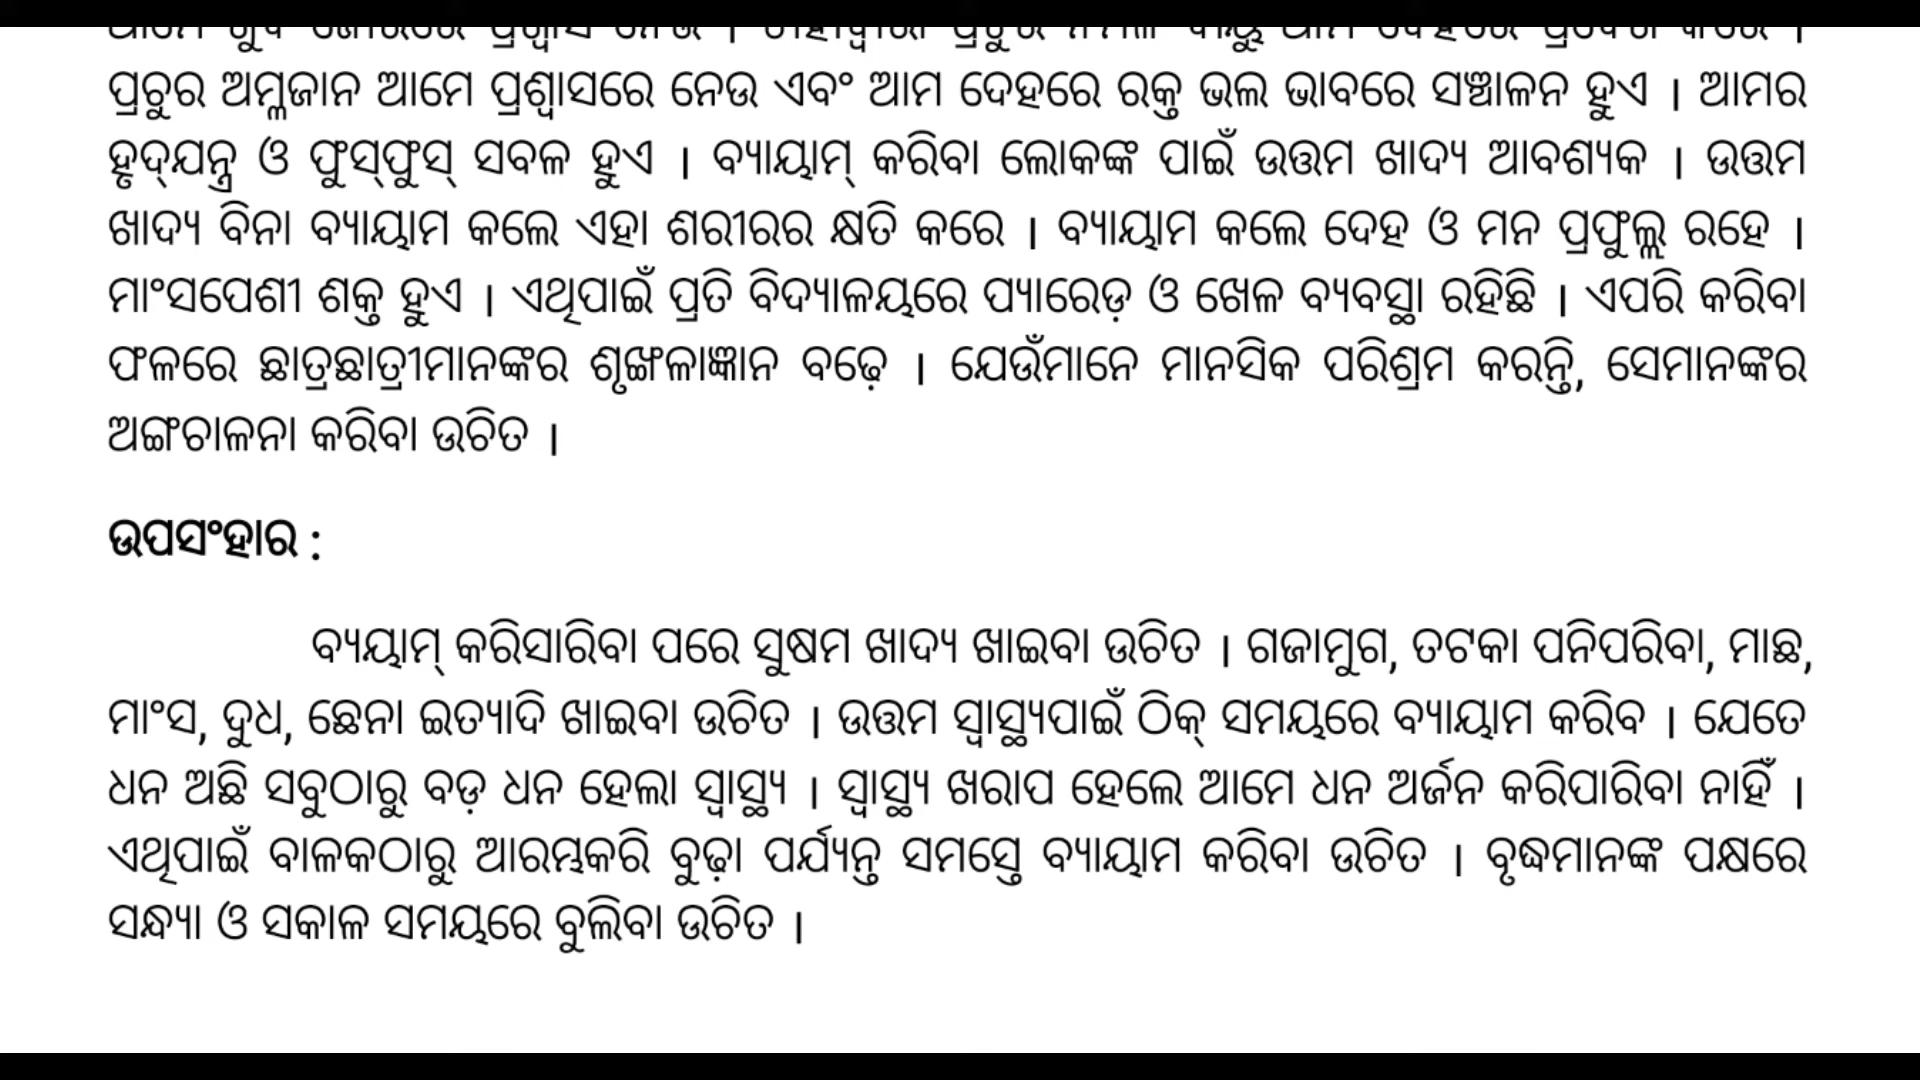 ପ୍ରଚୁର ଅମ୍ଳଜାନ ଆମେ ପ୍ରଶ୍ୱାସରେ ନେଉ ଏବଂ ଆମ ଦେହରେ ରକ୍ତ ଭଲ ଭାବରେ ସଞ୍ଚାଳନ ହୁଏ । ଆମର
ହୃଦ୍‌ଯନ୍ତ୍ର ଓ ଫୁସ୍‌ଫୁସ୍ ସବଳ ହୁଏ । ବ୍ୟାୟାମ୍ କରିବା ଲୋକଙ୍କ ପାଇଁ ଉତ୍ତମ ଖାଦ୍ୟ ଆବଶ୍ୟକ । ଉତ୍ତମ
ଖାଦ୍ୟ ବିନା ବ୍ୟାୟାମ କଲେ ଏହା ଶରୀରର କ୍ଷତି କରେ । ବ୍ୟାୟାମ କଲେ ଦେହ ଓ ମନ ପ୍ରଫୁଲ୍ଲ ରହେ ।
ମାଂସପେଶୀ ଶକ୍ତ ହୁଏ । ଏଥିପାଇଁ ପ୍ରତି ବିଦ୍ୟାଳୟରେ ପ୍ୟାରେଡ଼ ଓ ଖେଳ ବ୍ୟବସ୍ଥା ରହିଛି । ଏପରି କରିବା
ଫଳରେ ଛାତ୍ରଛାତ୍ରୀମାନଙ୍କର ଶୃଙ୍ଖଳାଜ୍ଞାନ ବଢ଼େ । ଯେଉଁମାନେ ମାନସିକ ପରିଶ୍ରମ କରନ୍ତି, ସେମାନଙ୍କର
ଅଙ୍ଗଚାଳନା କରିବା ଉଚିତ ।
ଉପସଂହାର :
ବ୍ୟୟାମ୍ କରିସାରିବା ପରେ ସୁଷମ ଖାଦ୍ୟ ଖାଇବା ଉଚିତ । ଗଜାମୁଗ, ତଟକା ପନିପରିବା, ମାଛ,
ମାଂସ, ଦୁଧ, ଛେନା ଇତ୍ୟାଦି ଖାଇବା ଉଚିତ । ଉତ୍ତମ ସ୍ୱାସ୍ଥ୍ୟପାଇଁ ଠିକ୍ ସମୟରେ ବ୍ୟାୟାମ କରିବ । ଯେତେ
ଧନ ଅଛି ସବୁଠାରୁ ବଡ଼ ଧନ ହେଲା ସ୍ୱାସ୍ଥ୍ୟ । ସ୍ୱାସ୍ଥ୍ୟ ଖରାପ ହେଲେ ଆମେ ଧନ ଅର୍ଜନ କରିପାରିବା ନାହିଁ ।
ଏଥିପାଇଁ ବାଳକଠାରୁ ଆରମ୍ଭକରି ବୁଢ଼ା ପର୍ଯ୍ୟନ୍ତ ସମସ୍ତେ ବ୍ୟାୟାମ କରିବା ଉଚିତ । ବୃଦ୍ଧମାନଙ୍କ ପକ୍ଷରେ
ସନ୍ଧ୍ୟା ଓ ସକାଳ ସମୟରେ ବୁଲିବା ଉଚିତ ।